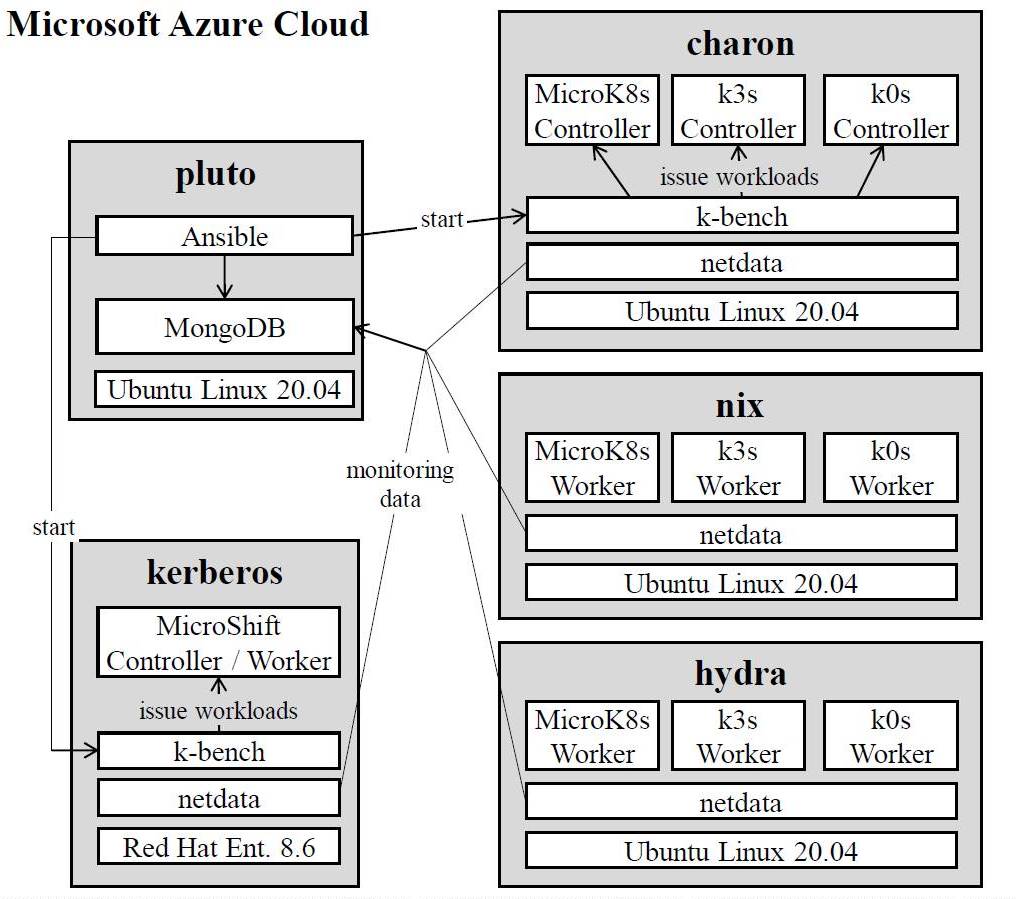 Microsoft Azure Cloud
pluto
Ansible
MongoDB
Ubuntu Linux 20.04
start
charon
MicroK8s
Controller
k3s
Controller
k0s
Controller
issue workloads
k-bench
netdata
Ubuntu Linux 20.04
nix
MicroK8s
Worker
k3s
Worker
k0s
Worker
netdata
Ubuntu Linux 20.04
monitoring
data
start
kerberos
MicroShift
Controller / Worker
issue workloads
k-bench
netdata
Red Hat Ent. 8.6
hydra
MicroK8s
Worker
k3s
Worker
k0s
Worker
netdata
Ubuntu Linux 20.04